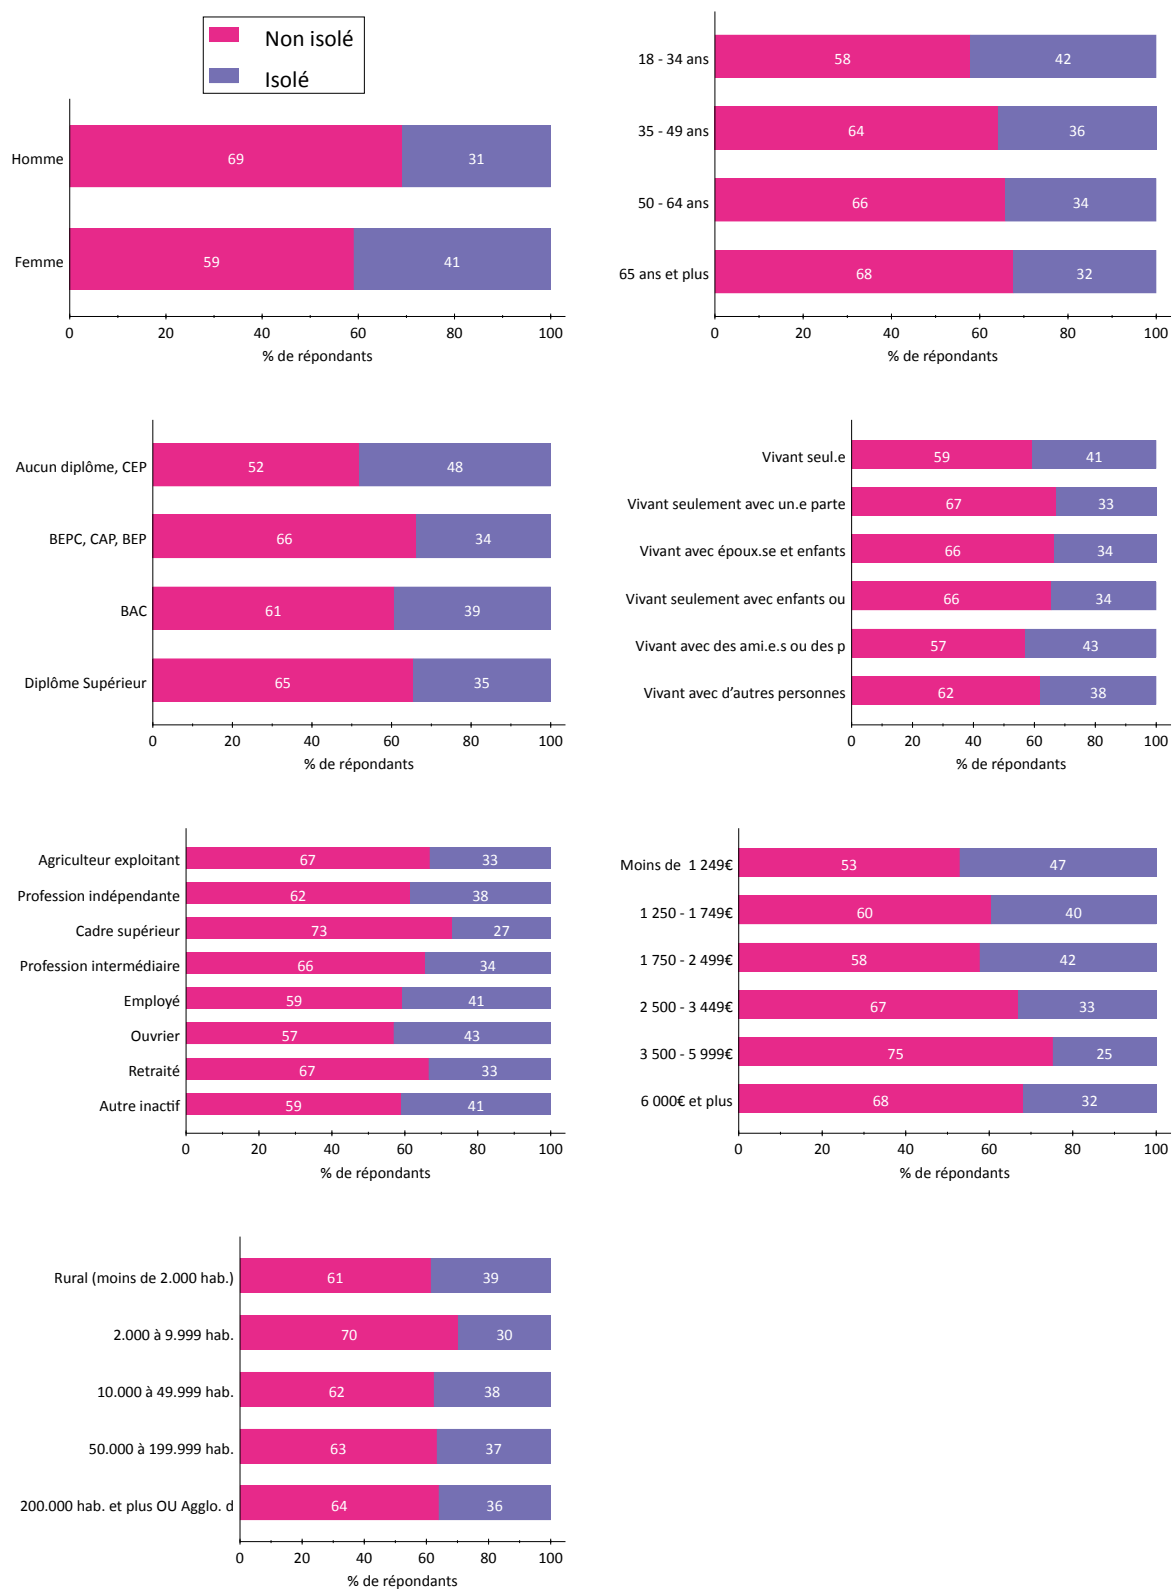 Non isolé
Isolé
Homme 69 31
Femme 59 41
0 20 40 60 80 100
% de répondants
18 - 34 ans 58 42
35 - 49 ans 64 36
50 - 64 ans 66 34
65 ans et plus 68 32
0 20 40 60 80 100
% de répondants
Aucun diplôme, CEP 52 48
BEPC, CAP, BEP 66 34
BAC 61 39
Diplôme Supérieur 65 35
0 20 40 60 80 100
% de répondants
Vivant seul.e 59 41
Vivant seulement avec un.e parte 67 33
Vivant avec époux.se et enfants 66 34
Vivant seulement avec enfants ou 66 34
Vivant avec des ami.e.s ou des p 57 43
Vivant avec d'autres personnes 62 38
0 20 40 60 80 100
% de répondants
Agriculteur exploitant 67 33
Profession indépendante 62 38
Cadre supérieur 73 27
Profession intermédiaire 66 34
Employé 59 41
Ouvrier 57 43
Retraité 67 33
Autre inactif 59 41
0 20 40 60 80 100
% de répondants
Moins de 1 249€ 53 47
1 250 - 1 749€ 60 40
1 750 - 2 499€ 58 42
2 500 - 3 449€ 67 33
3 500 - 5 999€ 75 25
6 000€ et plus 68 32
0 20 40 60 80 100
% de répondants
Rural (moins de 2.000 hab.) 61 39
2.000 à 9.999 hab. 70 30
10.000 à 49.999 hab. 62 38
50.000 à 199.999 hab. 63 37
200.000 hab. et plus OU Agglo. d 64 36
0 20 40 60 80 100
% de répondants